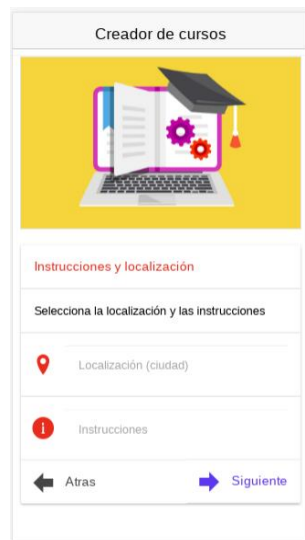 Creador de cursos
Instrucciones y localización
Selecciona la localización y las instrucciones
Localización (ciudad)
Instrucciones
Atras
Siguiente